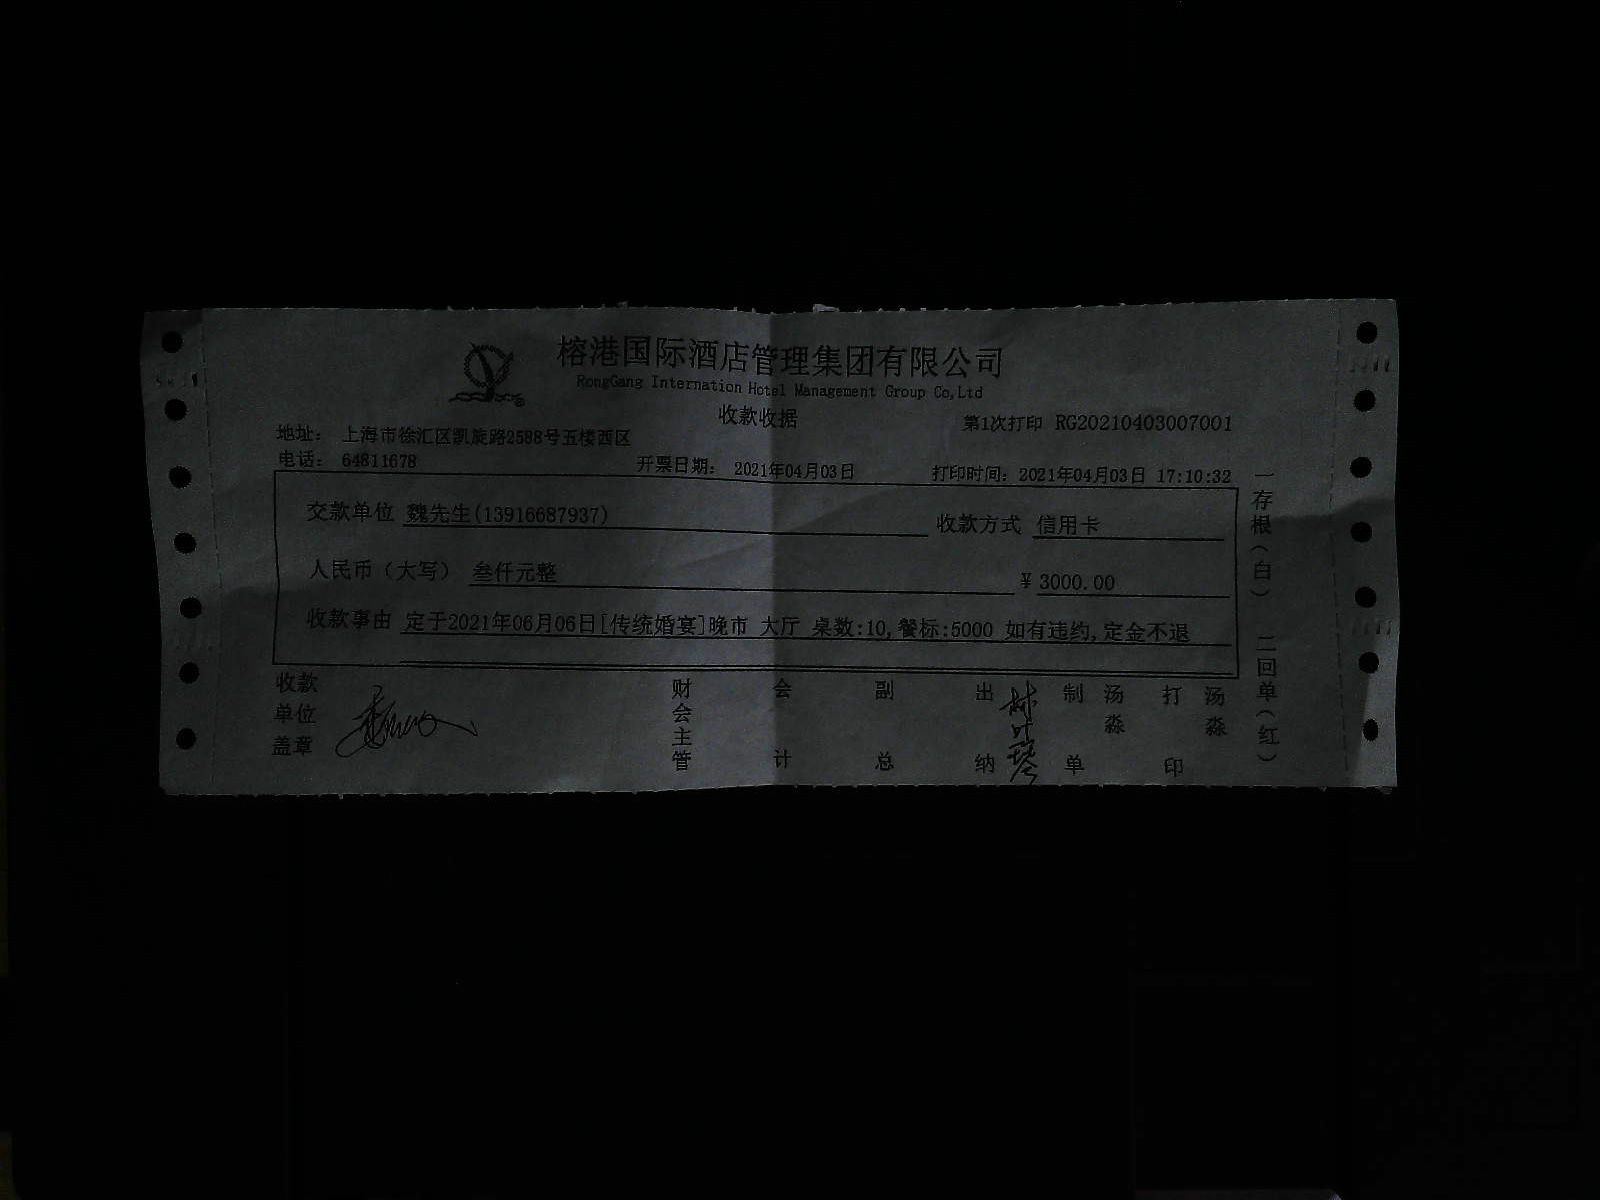 榕港国际酒店管理集团有限公司
RongGang Internation Hotel Management Group Co,Ltd
收款收据
第1次打印 RG20210403007001
地址： 上海市徐汇区凯旋路2588号五楼西区
电话： 64811678
开票日期： 2021年04月03日
打印时间：2021年04月03日 17:10:32
交款单位 魏先生(13916687937)
收款方式 信用卡
人民币（大写） 叁仟元整
¥ 3000.00
收款事由 定于2021年06月06日[传统婚宴]晚市 大厅 桌数:10,餐标:5000 如有违约,定金不退
收款单位盖章
财会主管
会计
副总
出纳 林叶琴
制单 汤淼
打印 汤淼
一存根（白） 二回单（红）